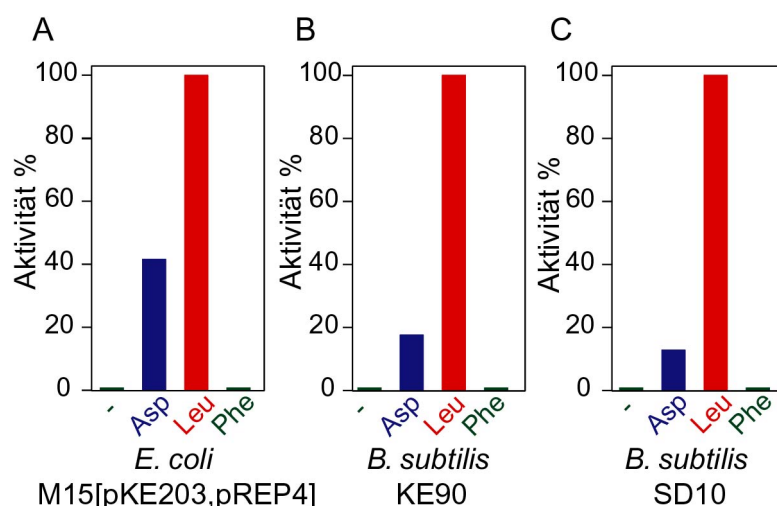 A
Aktivität %
100
80
60
40
20
0
-
Asp
Leu
Phe
E. coli
M15[pKE203,pREP4]
B
Aktivität %
100
80
60
40
20
0
-
Asp
Leu
Phe
B. subtilis
KE90
C
Aktivität %
100
80
60
40
20
0
-
Asp
Leu
Phe
B. subtilis
SD10